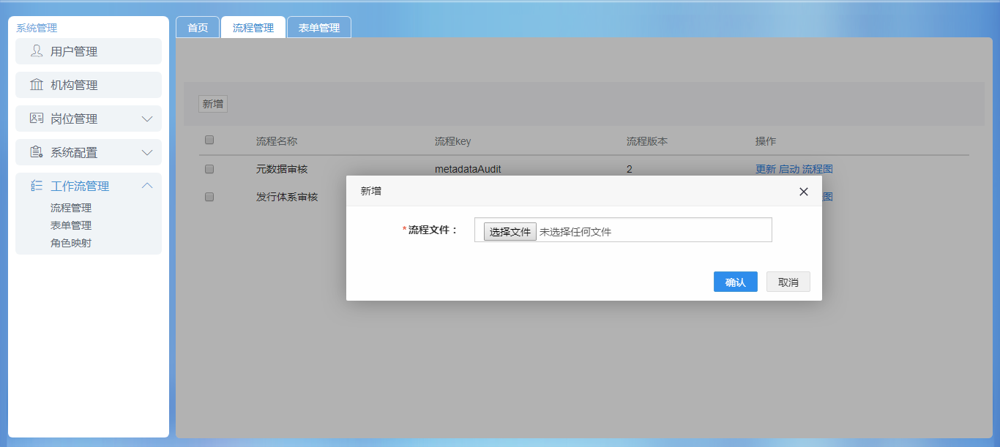 系统管理
用户管理
机构管理
岗位管理
系统配置
工作流管理
流程管理
表单管理
角色映射
首页 流程管理 表单管理
新增
流程名称 流程key 流程版本 操作
元数据审核 metadataAudit 2 更新 启动 流程图
发行体系审核 图
新增
*流程文件： 选择文件 未选择任何文件
确认 取消